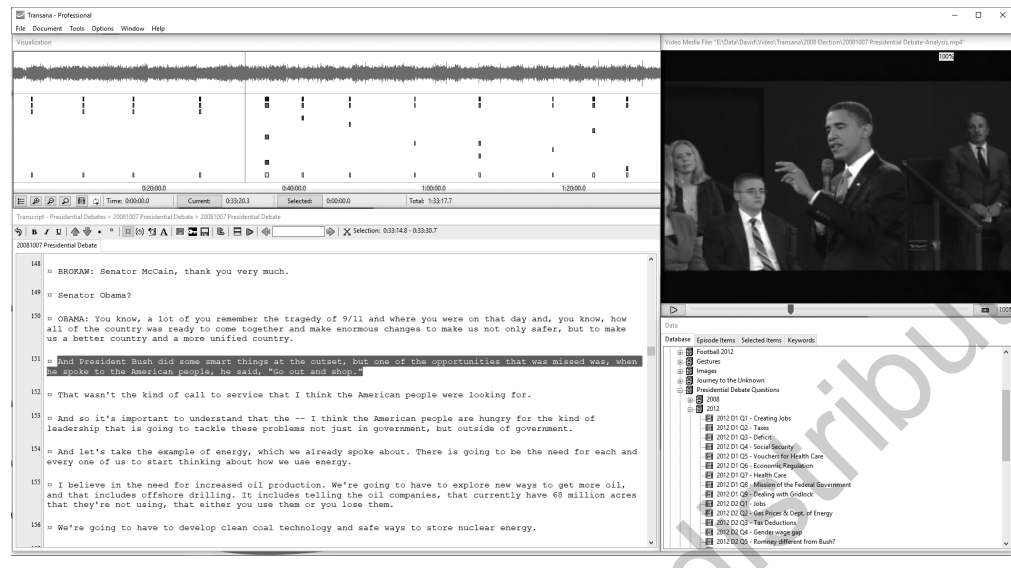 Transana - Professional
File Document Tools Options Window Help
Visualization
0:20:00.0 0:40:00.0 1:00:00.0 1:20:00.0
Time: 0:00:00.0 Current: 0:33:20.3 Selected: 0:00:00.0 Total: 1:33:17.7
Transcript - Presidential Debates > 20081007 Presidential Debate > 20081007 Presidential Debate
B I U A Selection: 0:33:14.8 - 0:33:30.7
20081007 Presidential Debate
148 ¤ BROKAW: Senator McCain, thank you very much.
149 ¤ Senator Obama?
150 ¤ OBAMA: You know, a lot of you remember the tragedy of 9/11 and where you were on that day and, you know, how
all of the country was ready to come together and make enormous changes to make us not only safer, but to make
us a better country and a more unified country.
151 ¤ And President Bush did some smart things at the outset, but one of the opportunities that was missed was, when
he spoke to the American people, he said, "Go out and shop."
152 ¤ That wasn't the kind of call to service that I think the American people were looking for.
153 ¤ And so it's important to understand that the -- I think the American people are hungry for the kind of
leadership that is going to tackle these problems not just in government, but outside of government.
154 ¤ And let's take the example of energy, which we already spoke about. There is going to be the need for each and
every one of us to start thinking about how we use energy.
155 ¤ I believe in the need for increased oil production. We're going to have to explore new ways to get more oil,
and that includes offshore drilling. It includes telling the oil companies, that currently have 68 million acres
that they're not using, that either you use them or you lose them.
156 ¤ We're going to have to develop clean coal technology and safe ways to store nuclear energy.
Video Media File: "E:\Data\David\Video\Transana\2008 Election\20081007 Presidential Debate-Analysis.mp4"
100%
100%
Data
Database Episode Items Selected Items Keywords
Football 2012
Gestures
Images
Journey to the Unknown
Presidential Debate Questions
2008
2012
2012 D1 Q1 - Creating Jobs
2012 D1 Q2 - Taxes
2012 D1 Q3 - Deficit
2012 D1 Q4 - Social Security
2012 D1 Q5 - Vouchers for Health Care
2012 D1 Q6 - Economic Regulation
2012 D1 Q7 - Health Care
2012 D1 Q8 - Mission of the Federal Government
2012 D1 Q9 - Dealing with Gridlock
2012 D2 Q1 - Jobs
2012 D2 Q2 - Gas Prices & Dept. of Energy
2012 D2 Q3 - Tax Deductions
2012 D2 Q4 - Gender wage gap
2012 D2 Q5 - Romney different from Bush?
distribu